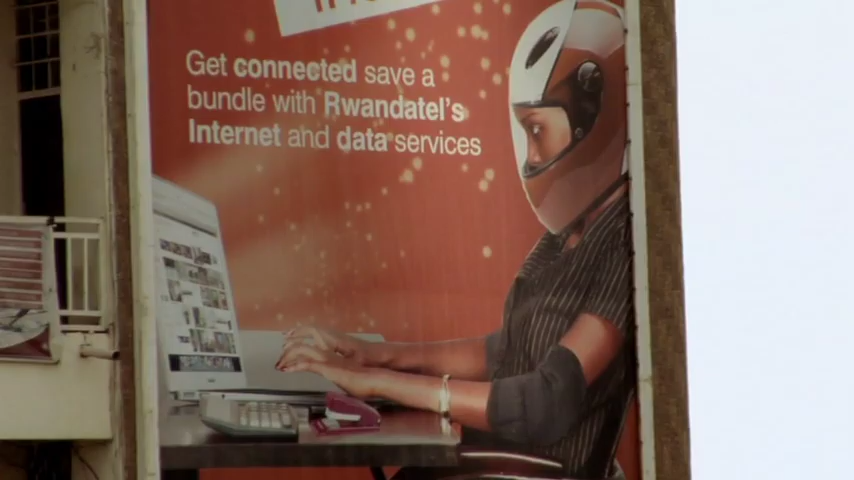 Get connected save a
bundle with Rwandatel's
Internet and data services